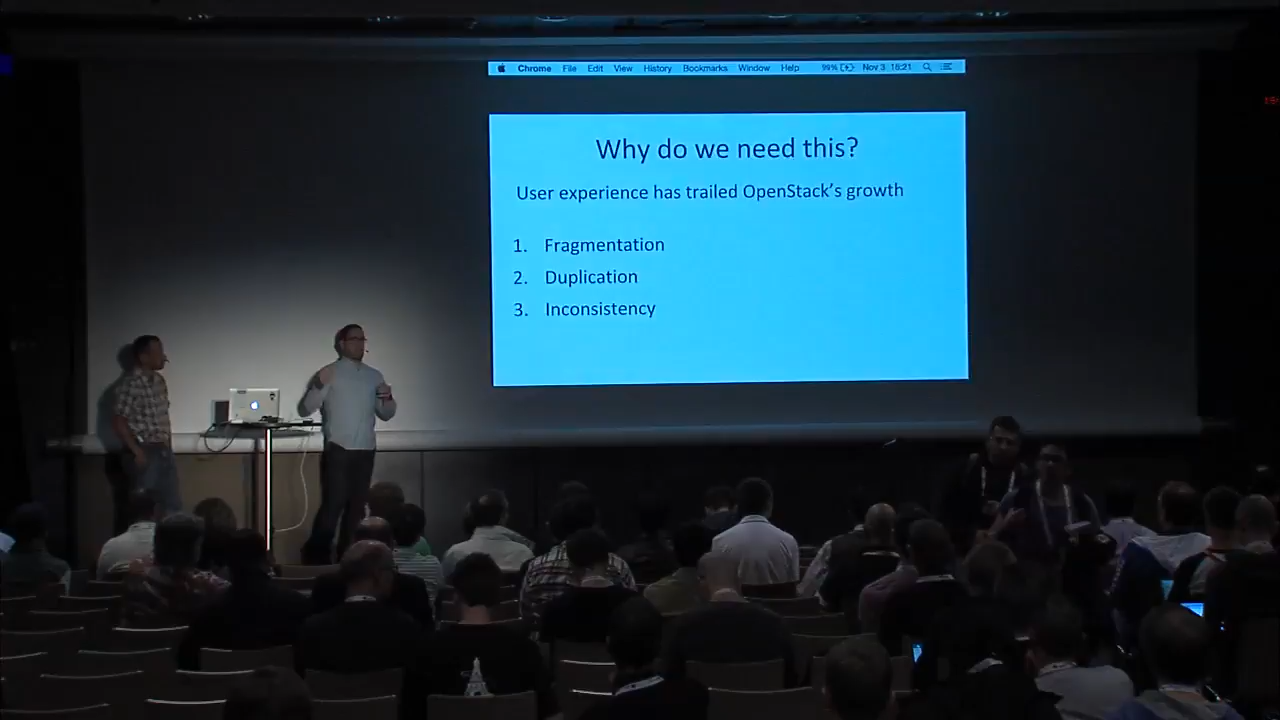 Chrome File Edit View History Bookmarks Window Help 99% Nov 3 16:21
Why do we need this?
User experience has trailed OpenStack's growth
1. Fragmentation
2. Duplication
3. Inconsistency